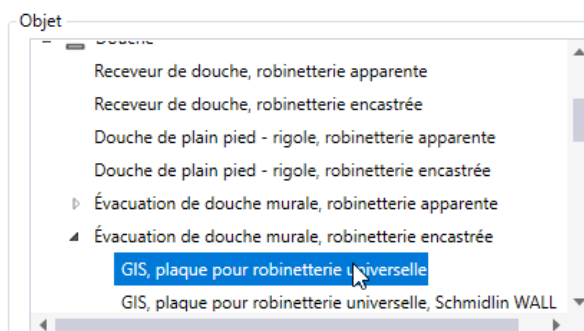 Objet
Douche
Receveur de douche, robinetterie apparente
Receveur de douche, robinetterie encastrée
Douche de plain pied - rigole, robinetterie apparente
Douche de plain pied - rigole, robinetterie encastrée
Évacuation de douche murale, robinetterie apparente
Évacuation de douche murale, robinetterie encastrée
GIS, plaque pour robinetterie universelle
GIS, plaque pour robinetterie universelle, Schmidlin WALL